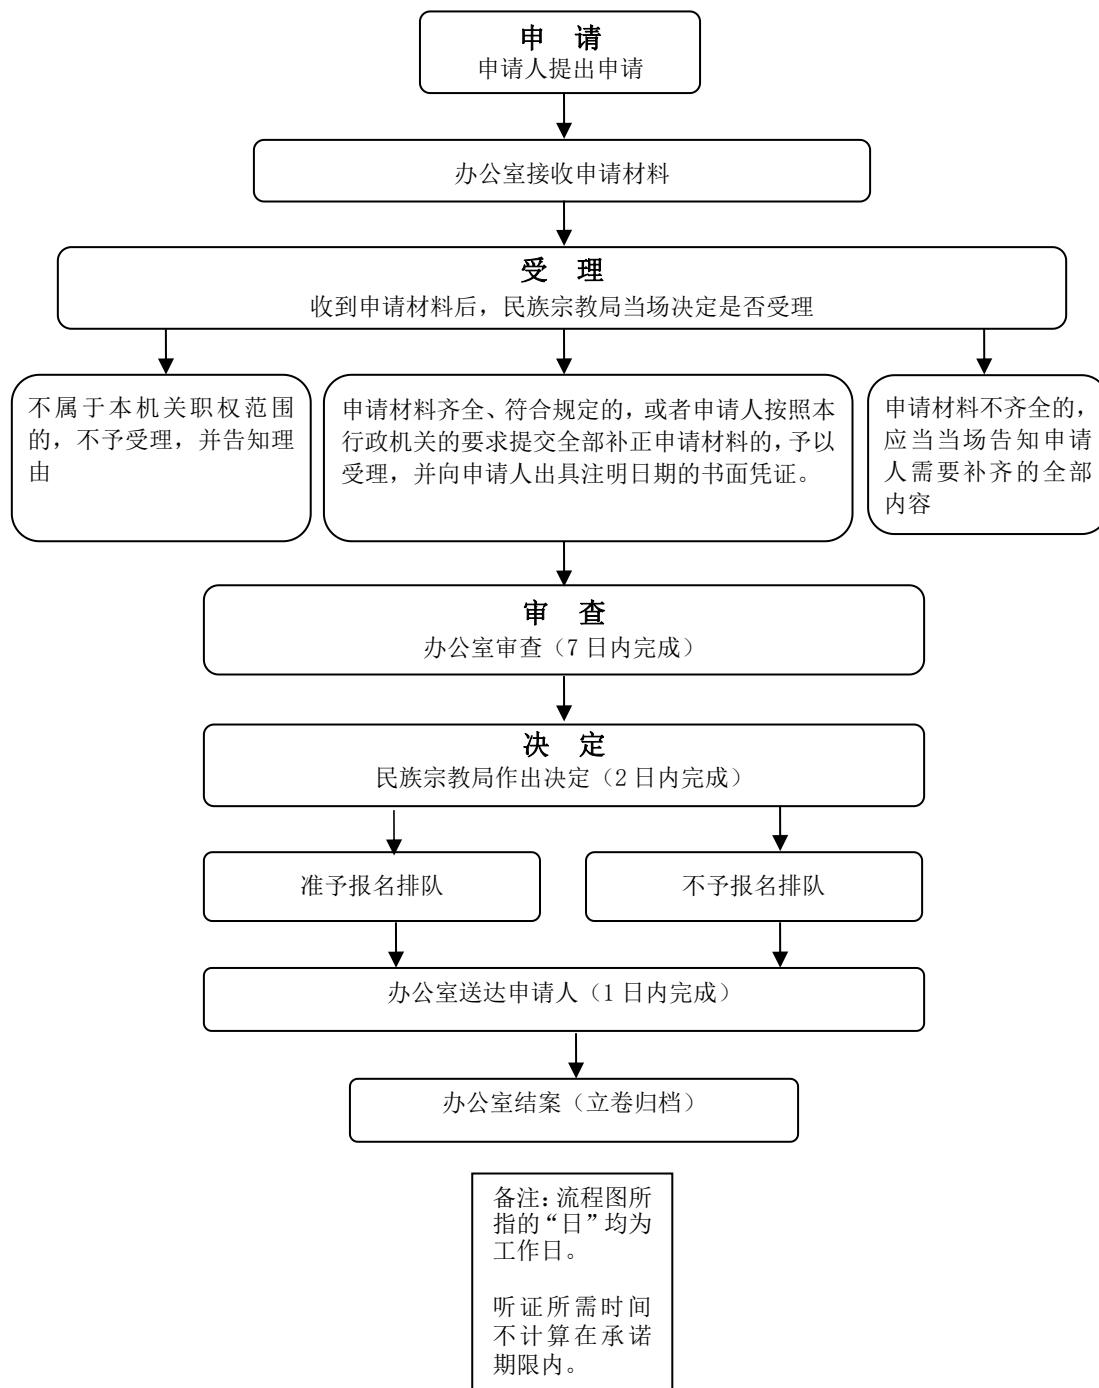 申 请
申请人提出申请
办公室接收申请材料
受 理
收到申请材料后，民族宗教局当场决定是否受理
不属于本机关职权范围
的，不予受理，并告知理
由
申请材料齐全、符合规定的，或者申请人按照本
行政机关的要求提交全部补正申请材料的，予以
受理，并向申请人出具注明日期的书面凭证。
申请材料不齐全的，
应当当场告知申请
人需要补齐的全部
内容
审 查
办公室审查（7 日内完成）
决 定
民族宗教局作出决定（2 日内完成）
准予报名排队
不予报名排队
办公室送达申请人（1 日内完成）
办公室结案（立卷归档）
备注：流程图所
指的“日”均为
工作日。
听证所需时间
不计算在承诺
期限内。